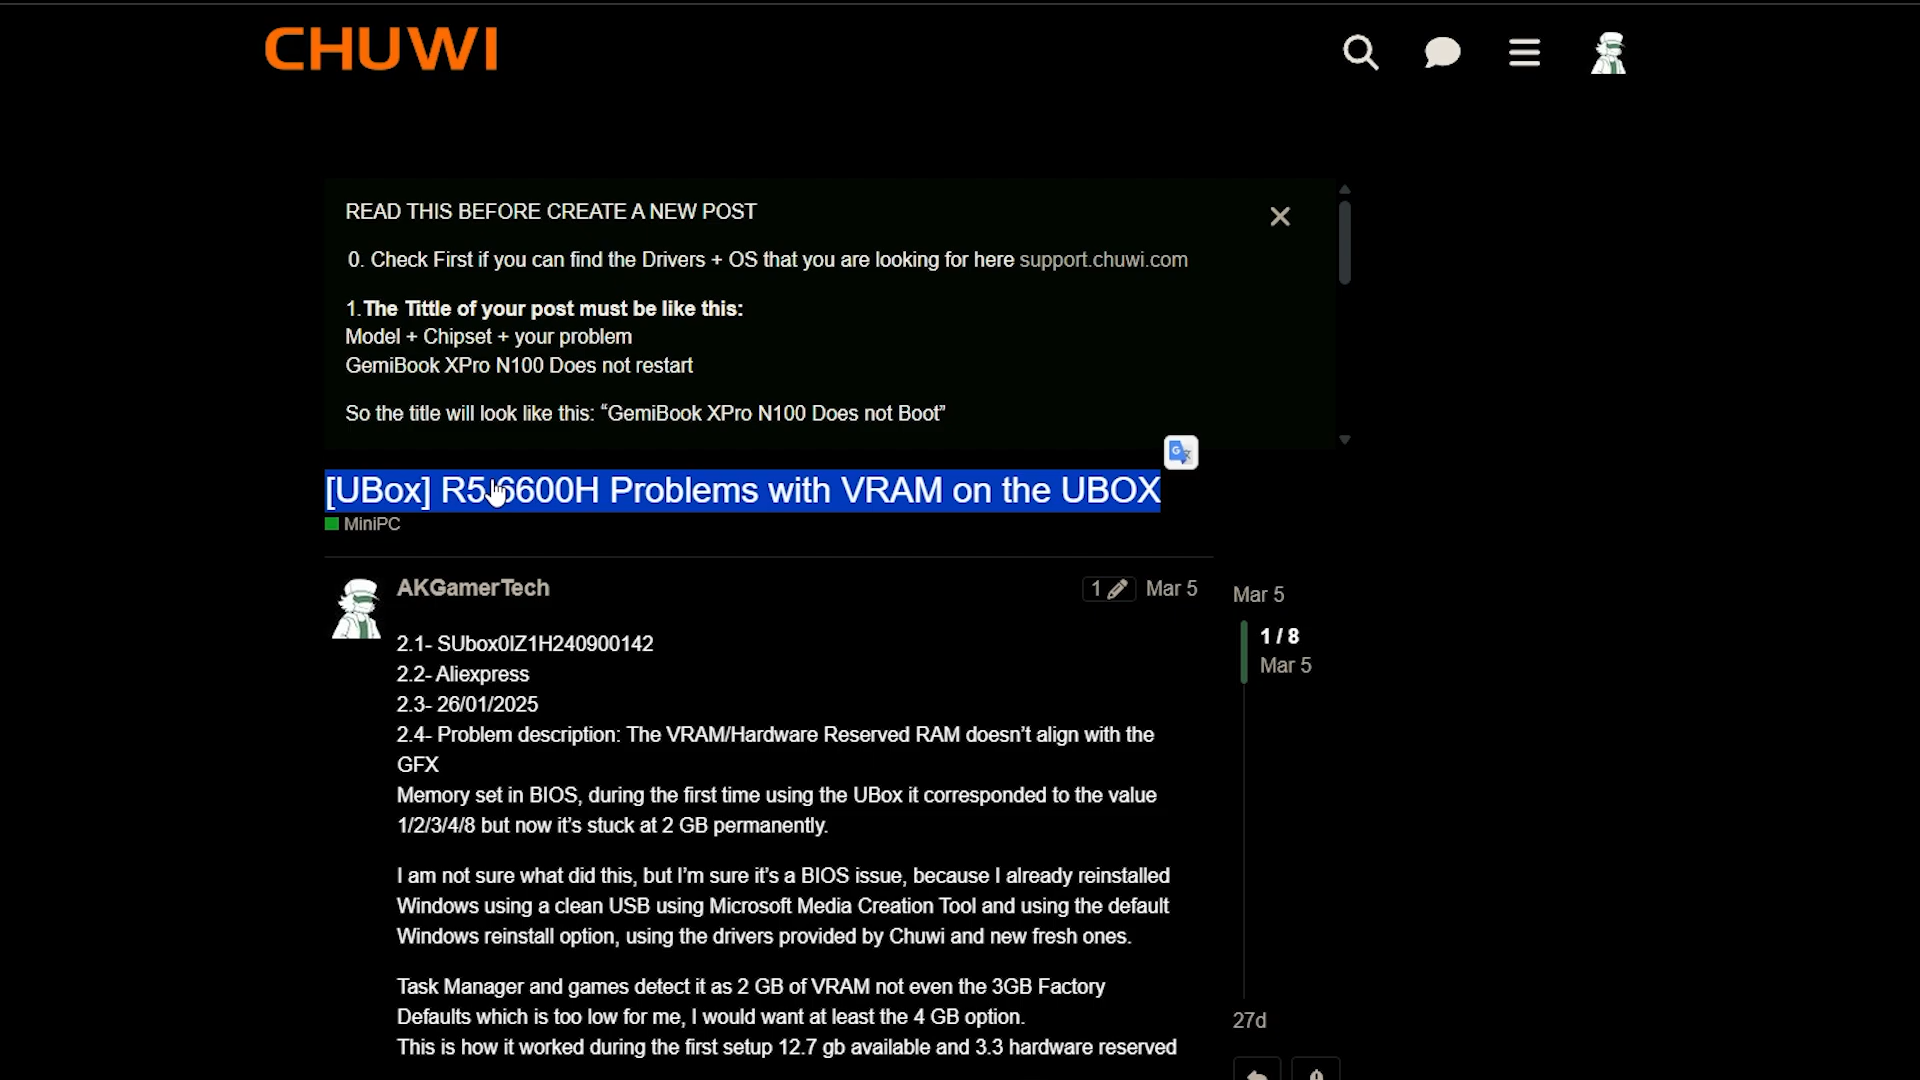 CHUWI
READ THIS BEFORE CREATE A NEW POST
0. Check First if you can find the Drivers + OS that you are looking for here support.chuwi.com
1.The Tittle of your post must be like this:
Model + Chipset + your problem
GemiBook XPro N100 Does not restart
So the title will look like this: “GemiBook XPro N100 Does not Boot”
[UBox] R5 6600H Problems with VRAM on the UBOX
MiniPC
AKGamerTech
1 Mar 5
2.1- SUbox0IZ1H240900142
2.2- Aliexpress
2.3- 26/01/2025
2.4- Problem description: The VRAM/Hardware Reserved RAM doesn’t align with the
GFX
Memory set in BIOS, during the first time using the UBox it corresponded to the value
1/2/3/4/8 but now it’s stuck at 2 GB permanently.
I am not sure what did this, but I’m sure it’s a BIOS issue, because I already reinstalled
Windows using a clean USB using Microsoft Media Creation Tool and using the default
Windows reinstall option, using the drivers provided by Chuwi and new fresh ones.
Task Manager and games detect it as 2 GB of VRAM not even the 3GB Factory
Defaults which is too low for me, I would want at least the 4 GB option.
This is how it worked during the first setup 12.7 gb available and 3.3 hardware reserved
Mar 5
1 / 8
Mar 5
27d